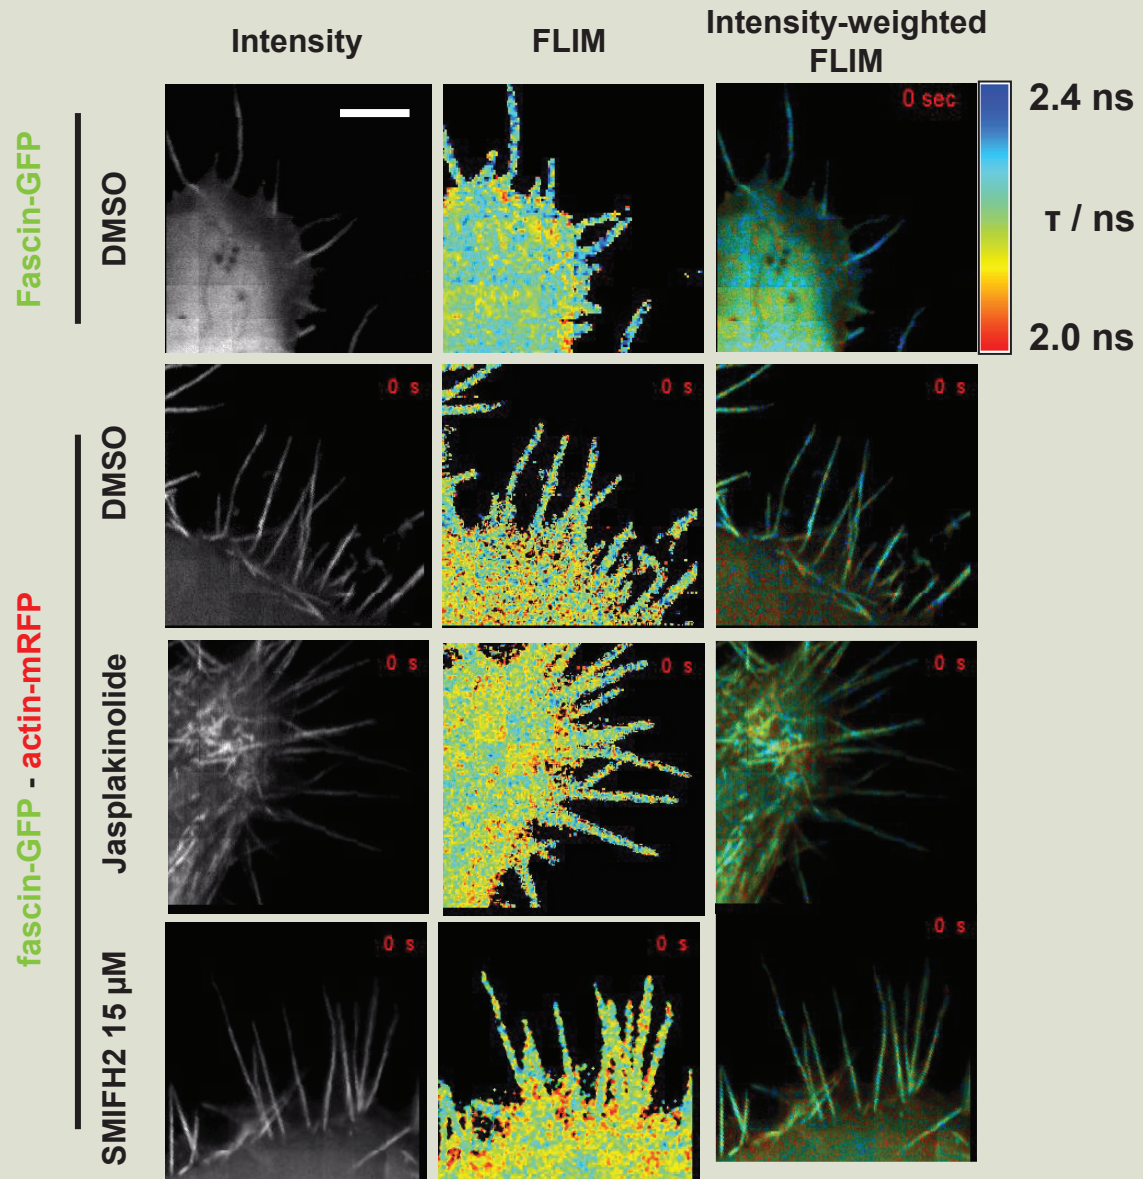 Intensity
FLIM
Intensity-weighted
FLIM
Fascin-GFP
DMSO
0 sec
2.4 ns
τ / ns
2.0 ns
fascin-GFP - actin-mRFP
DMSO
0 s
0 s
0 s
Jasplakinolide
0 s
0 s
0 s
SMIFH2 15 µM
0 s
0 s
0 s